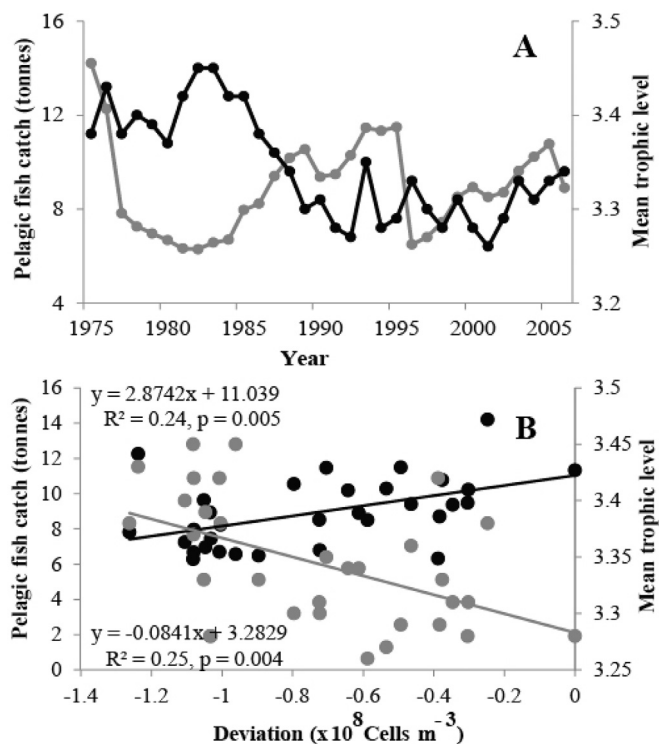 A
Pelagic fish catch (tonnes)
16
12
8
4
Mean trophic level
3.5
3.4
3.3
3.2
1975 1980 1985 1990 1995 2000 2005
Year
B
Pelagic fish catch (tonnes)
16
14
12
10
8
6
4
2
0
y = 2.8742x + 11.039
R² = 0.24, p = 0.005
y = -0.0841x + 3.2829
R² = 0.25, p = 0.004
Mean trophic level
3.5
3.45
3.4
3.35
3.3
3.25
-1.4 -1.2 -1 -0.8 -0.6 -0.4 -0.2 0
Deviation (x10⁸ Cells m⁻³)